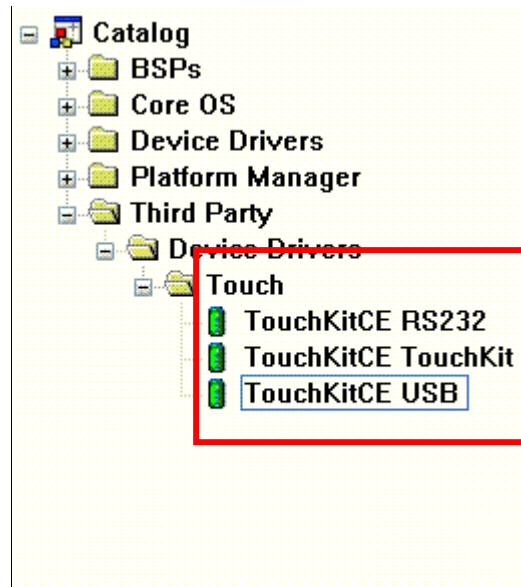 Catalog
BSPs
Core OS
Device Drivers
Platform Manager
Third Party
Device Drivers
Touch
TouchKitCE RS232
TouchKitCE TouchKit
TouchKitCE USB